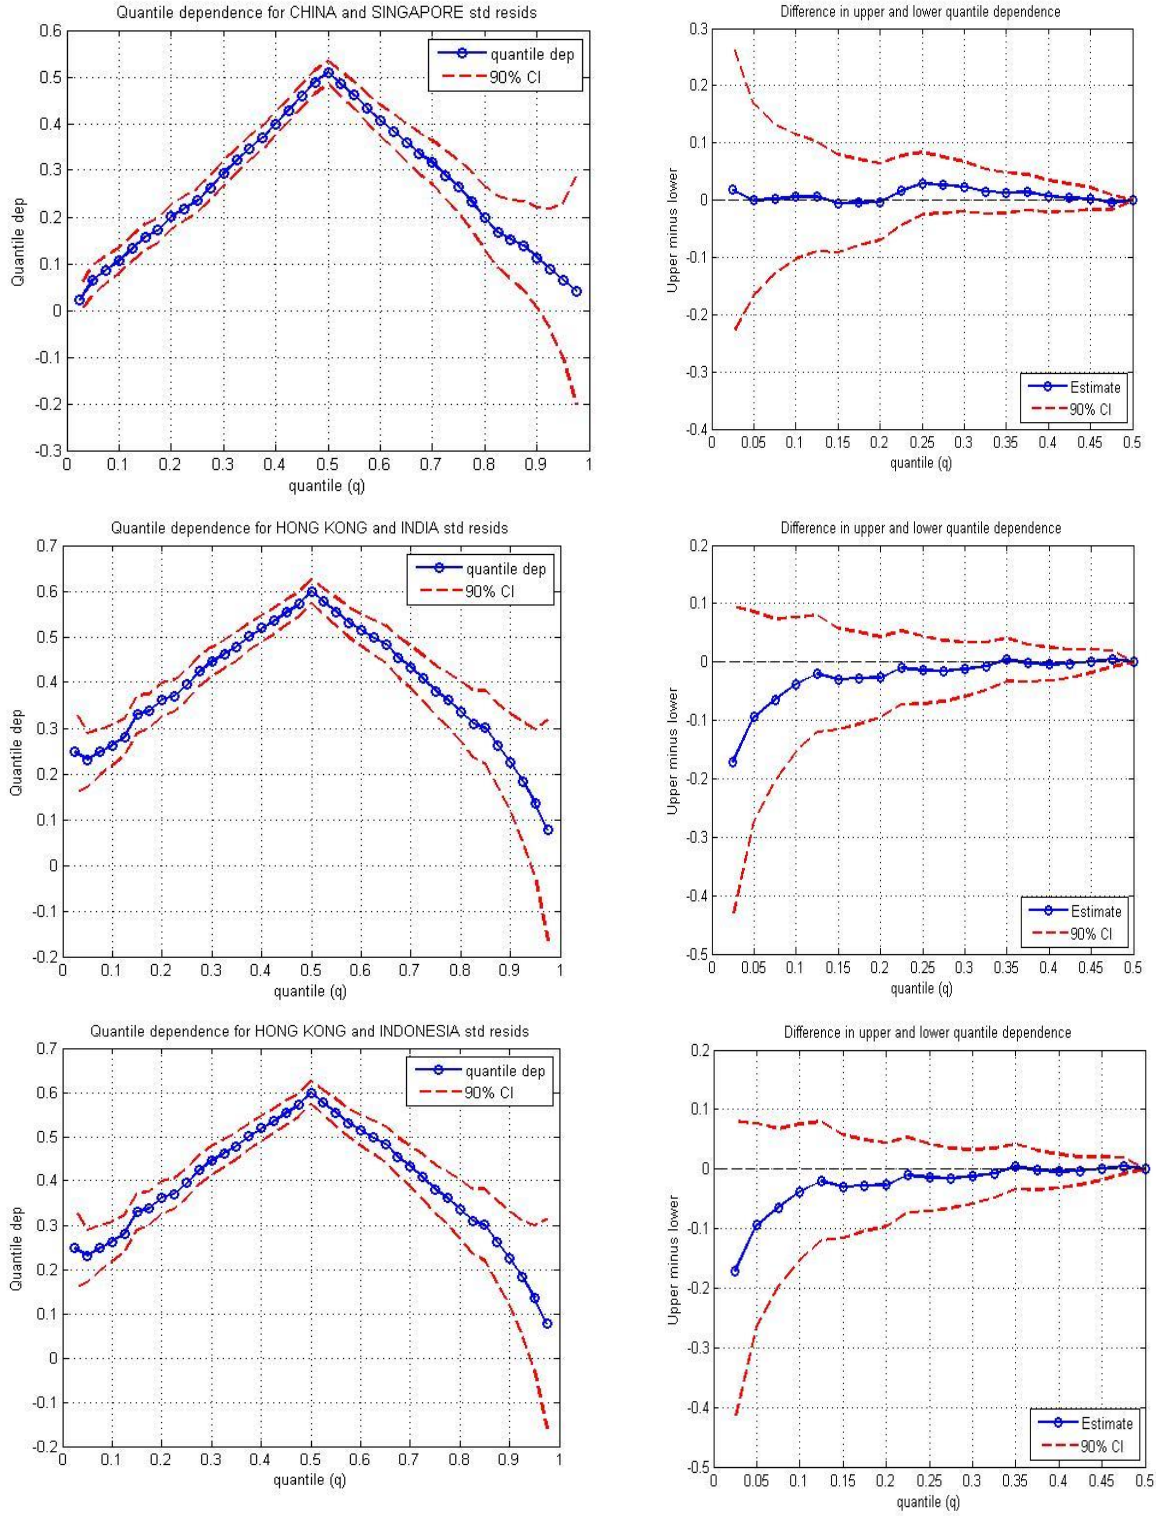 Quantile dependence for CHINA and SINGAPORE std resids
0.6
0.5
0.4
0.3
0.2
0.1
0
-0.1
-0.2
-0.3
Quantile dep
quantile dep
90% CI
0 0.1 0.2 0.3 0.4 0.5 0.6 0.7 0.8 0.9 1
quantile (q)
Difference in upper and lower quantile dependence
0.3
0.2
0.1
0
-0.1
-0.2
-0.3
-0.4
Upper minus lower
Estimate
90% CI
0 0.05 0.1 0.15 0.2 0.25 0.3 0.35 0.4 0.45 0.5
quantile (q)
Quantile dependence for HONG KONG and INDIA std resids
0.7
0.6
0.5
0.4
0.3
0.2
0.1
0
-0.1
-0.2
Quantile dep
quantile dep
90% CI
0 0.1 0.2 0.3 0.4 0.5 0.6 0.7 0.8 0.9 1
quantile (q)
Difference in upper and lower quantile dependence
0.2
0.1
0
-0.1
-0.2
-0.3
-0.4
-0.5
Upper minus lower
Estimate
90% CI
0 0.05 0.1 0.15 0.2 0.25 0.3 0.35 0.4 0.45 0.5
quantile (q)
Quantile dependence for HONG KONG and INDONESIA std resids
0.7
0.6
0.5
0.4
0.3
0.2
0.1
0
-0.1
-0.2
Quantile dep
quantile dep
90% CI
0 0.1 0.2 0.3 0.4 0.5 0.6 0.7 0.8 0.9 1
quantile (q)
Difference in upper and lower quantile dependence
0.2
0.1
0
-0.1
-0.2
-0.3
-0.4
-0.5
Upper minus lower
Estimate
90% CI
0 0.05 0.1 0.15 0.2 0.25 0.3 0.35 0.4 0.45 0.5
quantile (q)